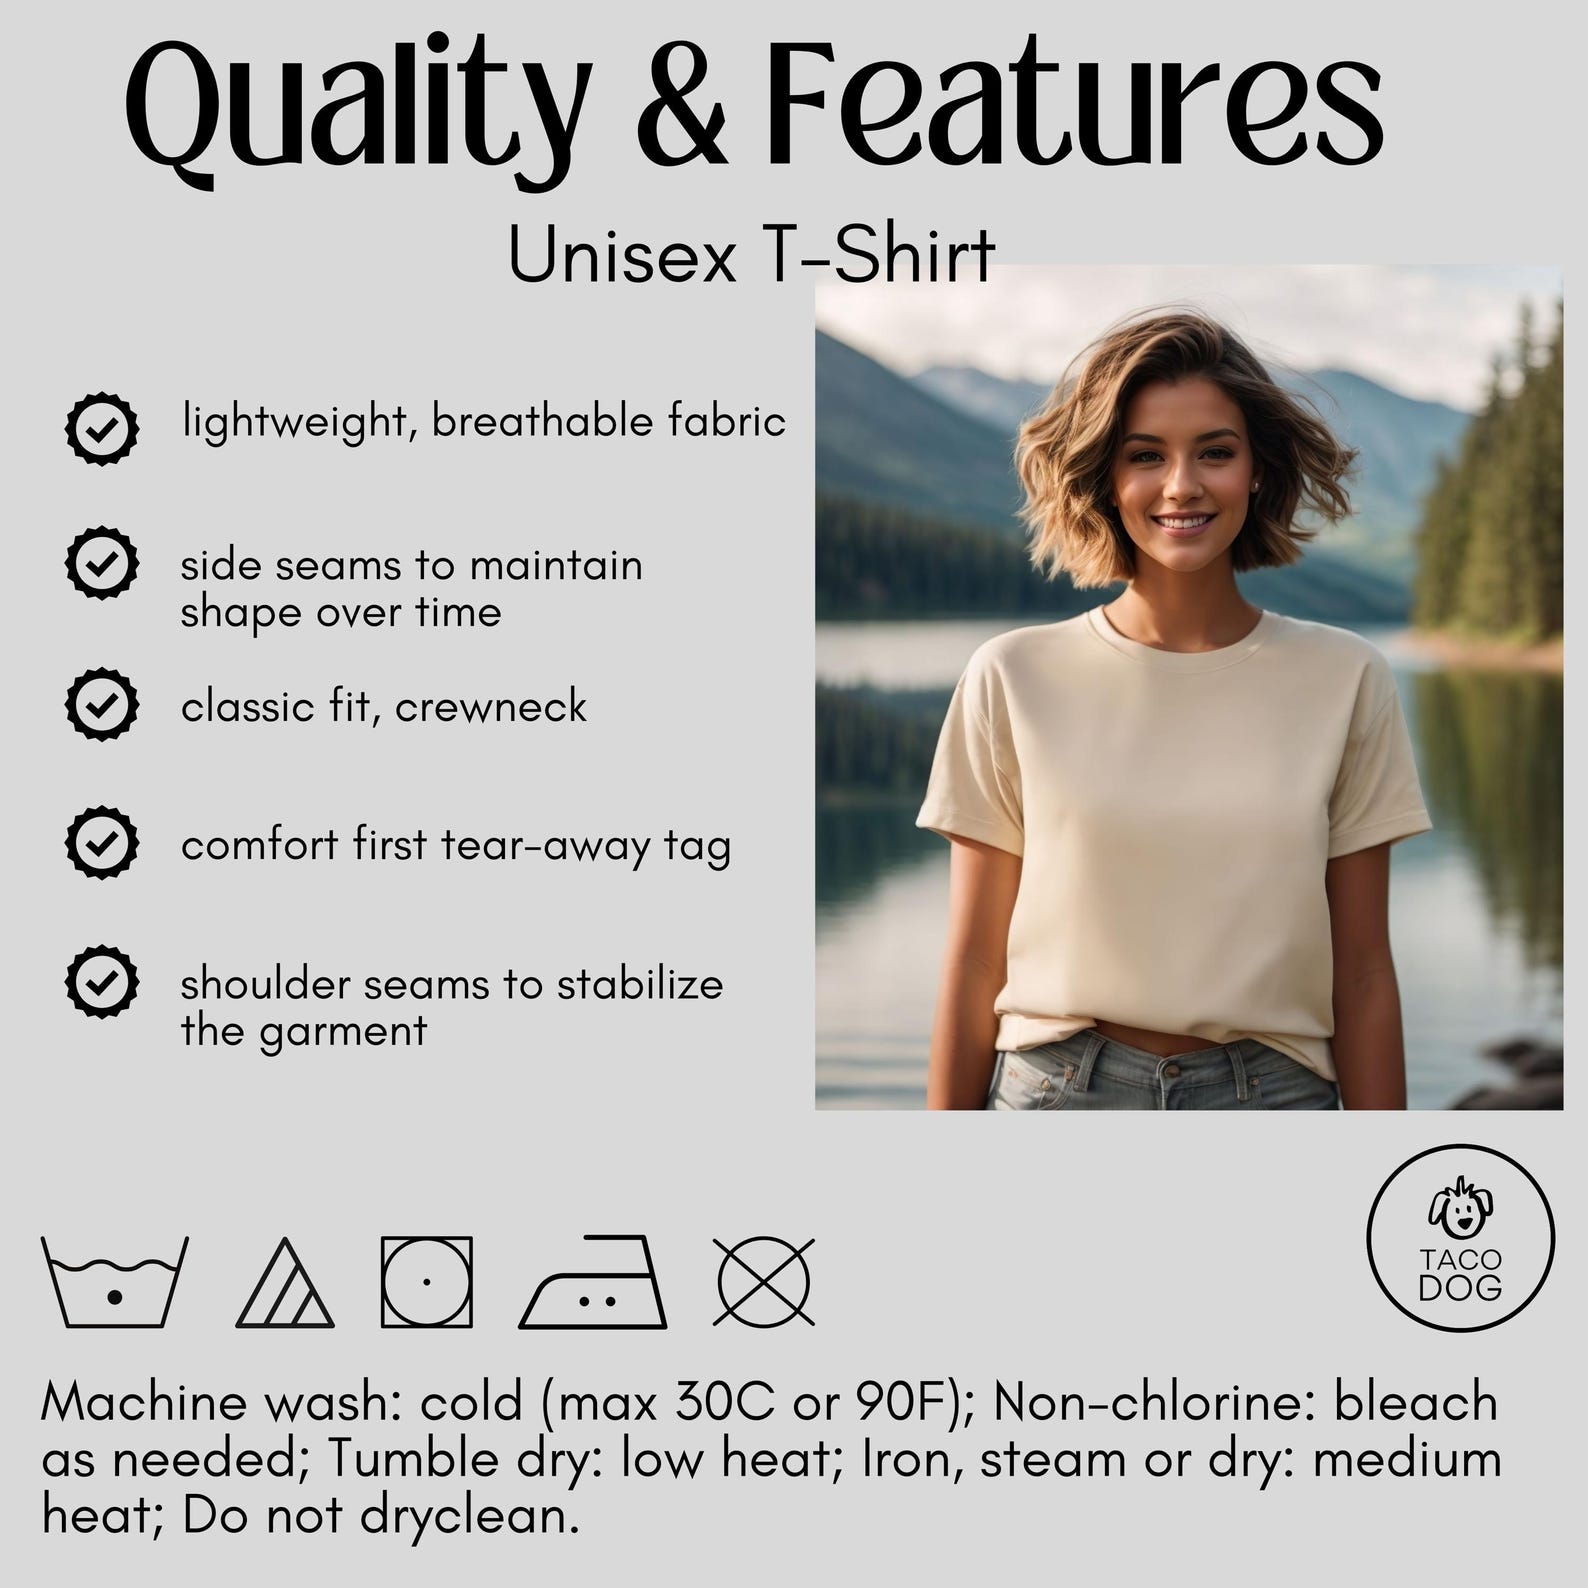 Quality & Features
Unisex T-Shirt
lightweight, breathable fabric
side seams to maintain
shape over time
classic fit, crewneck
comfort first tear-away tag
shoulder seams to stabilize
the garment
TACO
DOG
Machine wash: cold (max 30C or 90F); Non-chlorine: bleach
as needed; Tumble dry: low heat; Iron, steam or dry: medium
heat; Do not dryclean.